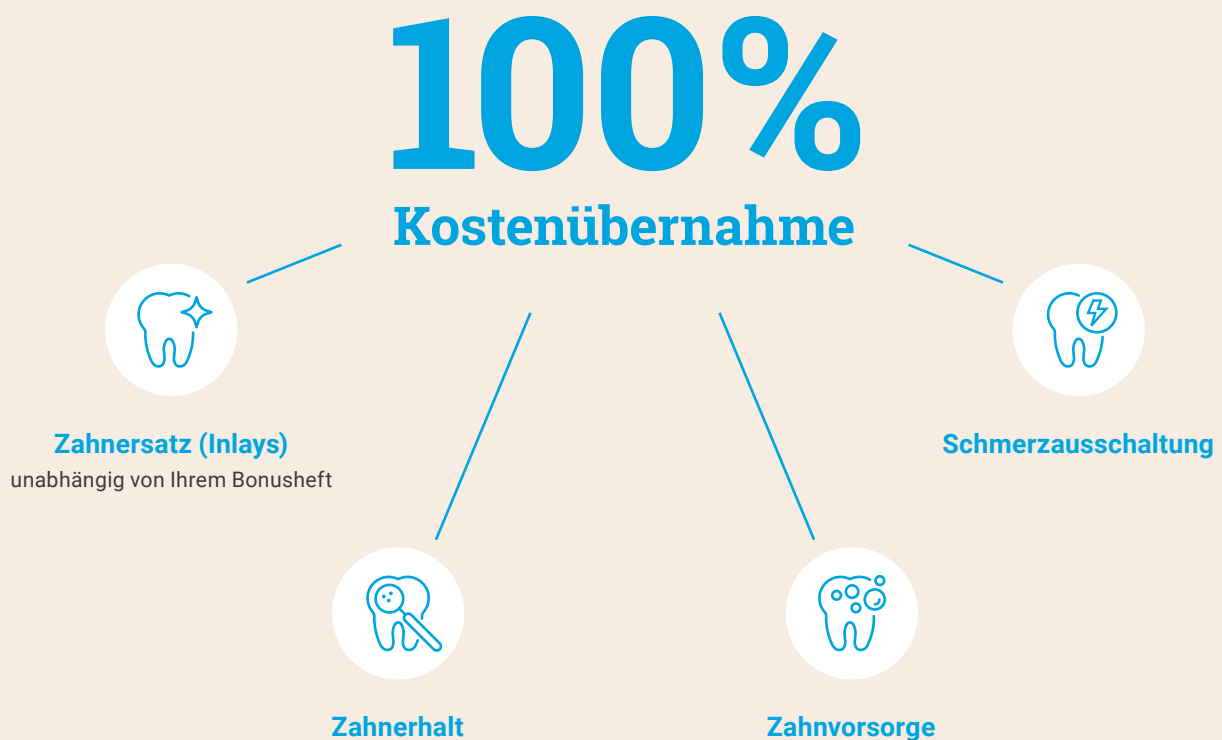 100%
Kostenübernahme
Zahnersatz (Inlays)
unabhängig von Ihrem Bonusheft
Schmerzausschaltung
Zahnerhalt
Zahnvorsorge